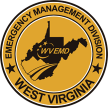 EMERGENCY MANAGEMENT DIVISION
WVEMD
WEST VIRGINIA